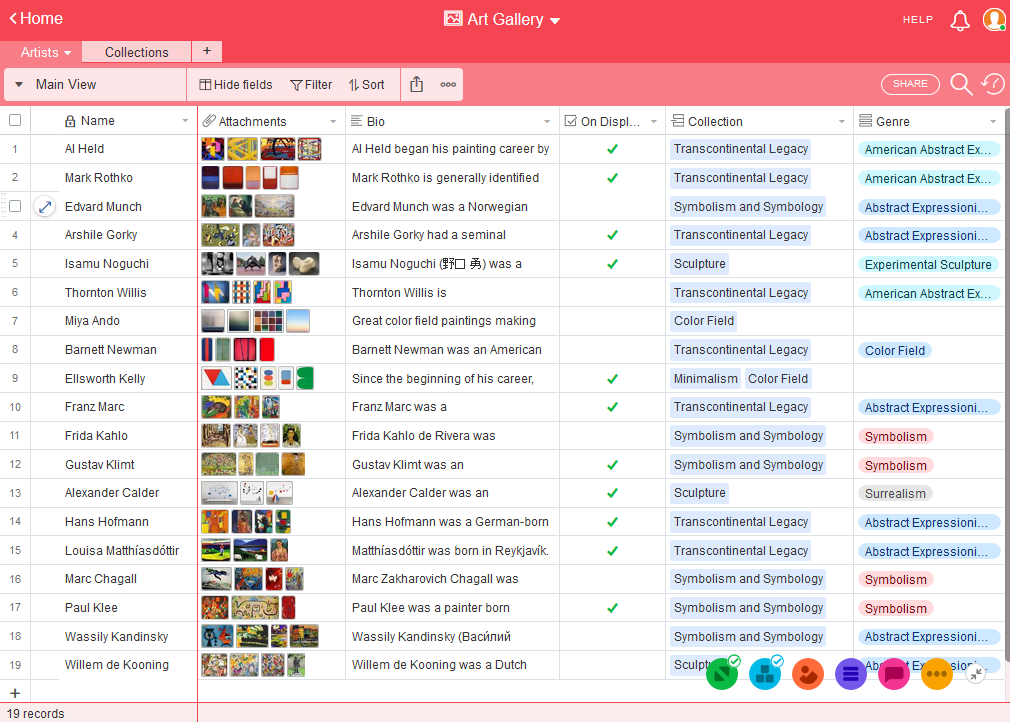 Home
Art Gallery
HELP
Artists
Collections
+
Main View
Hide fields
Filter
Sort
SHARE
Name
Attachments
Bio
On Displ...
Collection
Genre
1 Al Held Al Held began his painting career by Transcontinental Legacy American Abstract Ex...
2 Mark Rothko Mark Rothko is generally identified Transcontinental Legacy American Abstract Ex...
Edvard Munch Edvard Munch was a Norwegian Symbolism and Symbology Abstract Expressioni...
4 Arshile Gorky Arshile Gorky had a seminal Transcontinental Legacy Abstract Expressioni...
5 Isamu Noguchi Isamu Noguchi (野口 勇) was a Sculpture Experimental Sculpture
6 Thornton Willis Thornton Willis is Transcontinental Legacy American Abstract Ex...
7 Miya Ando Great color field paintings making Color Field
8 Barnett Newman Barnett Newman was an American Transcontinental Legacy Color Field
9 Ellsworth Kelly Since the beginning of his career, Minimalism Color Field
10 Franz Marc Franz Marc was a Transcontinental Legacy Abstract Expressioni...
11 Frida Kahlo Frida Kahlo de Rivera was Symbolism and Symbology Symbolism
12 Gustav Klimt Gustav Klimt was an Symbolism and Symbology Symbolism
13 Alexander Calder Alexander Calder was an Sculpture Surrealism
14 Hans Hofmann Hans Hofmann was a German-born Transcontinental Legacy Abstract Expressioni...
15 Louisa Matthíasdóttir Matthíasdóttir was born in Reykjavík. Transcontinental Legacy Abstract Expressioni...
16 Marc Chagall Marc Zakharovich Chagall was Symbolism and Symbology Symbolism
17 Paul Klee Paul Klee was a painter born Symbolism and Symbology Symbolism
18 Wassily Kandinsky Wassily Kandinsky (Васи́лий Symbolism and Symbology Abstract Expressioni...
19 Willem de Kooning Willem de Kooning was a Dutch
+
19 records